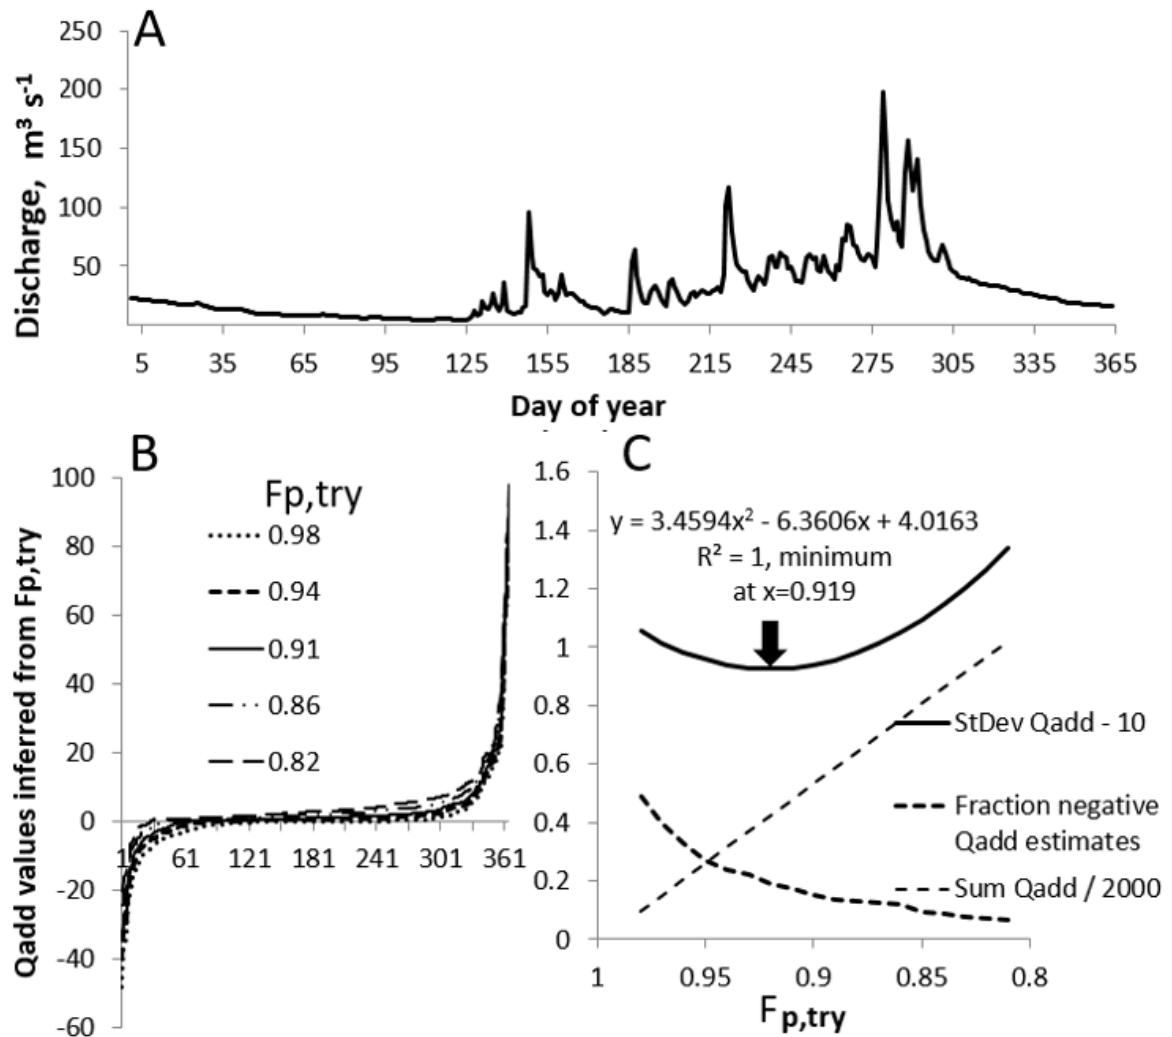 A
250
200
150
100
50
Discharge, m³ s⁻¹
5 35 65 95 125 155 185 215 245 275 305 335 365
Day of year
B
100
80
60
40
20
0
-20
-40
-60
Qadd values inferred from Fp,try
Fp,try
0.98
0.94
0.91
0.86
0.82
1 61 121 181 241 301 361
C
1.6
1.4
1.2
1
0.8
0.6
0.4
0.2
0
y = 3.4594x² - 6.3606x + 4.0163
R² = 1, minimum
at x=0.919
StDev Qadd - 10
Fraction negative
Qadd estimates
Sum Qadd / 2000
1 0.95 0.9 0.85 0.8
Fp,try